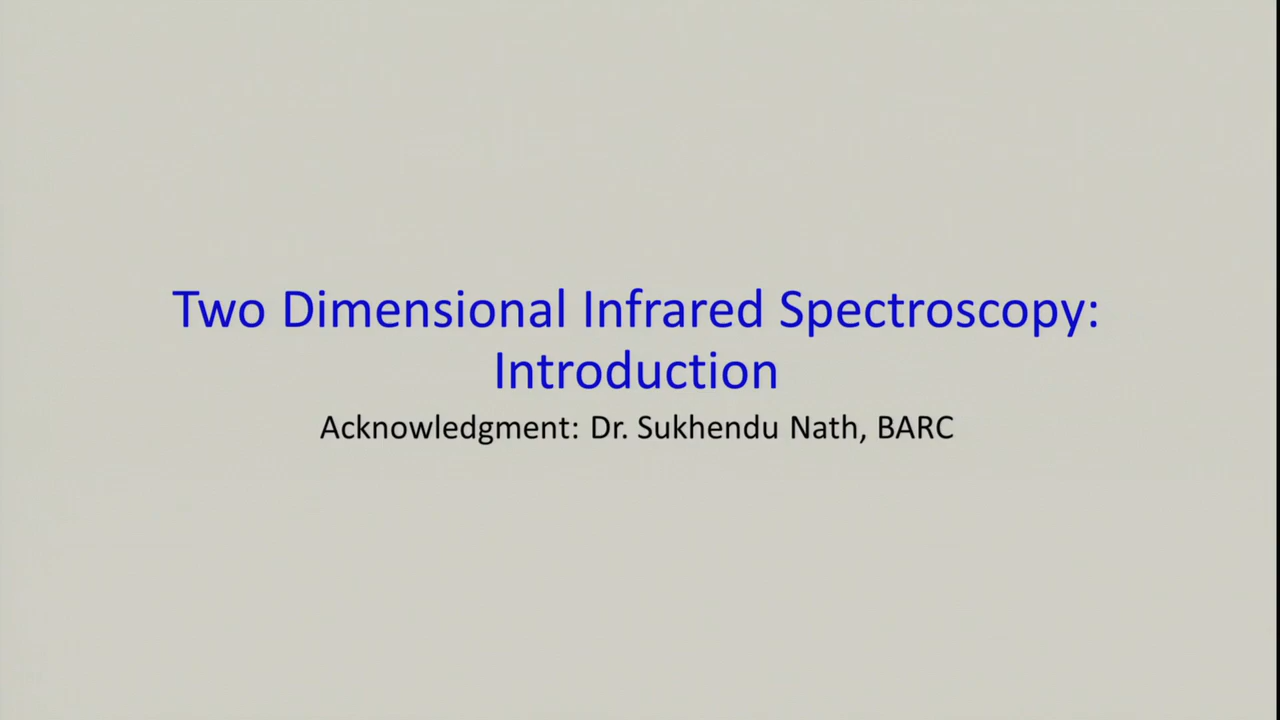 Two Dimensional Infrared Spectroscopy:
Introduction
Acknowledgment: Dr. Sukhendu Nath, BARC